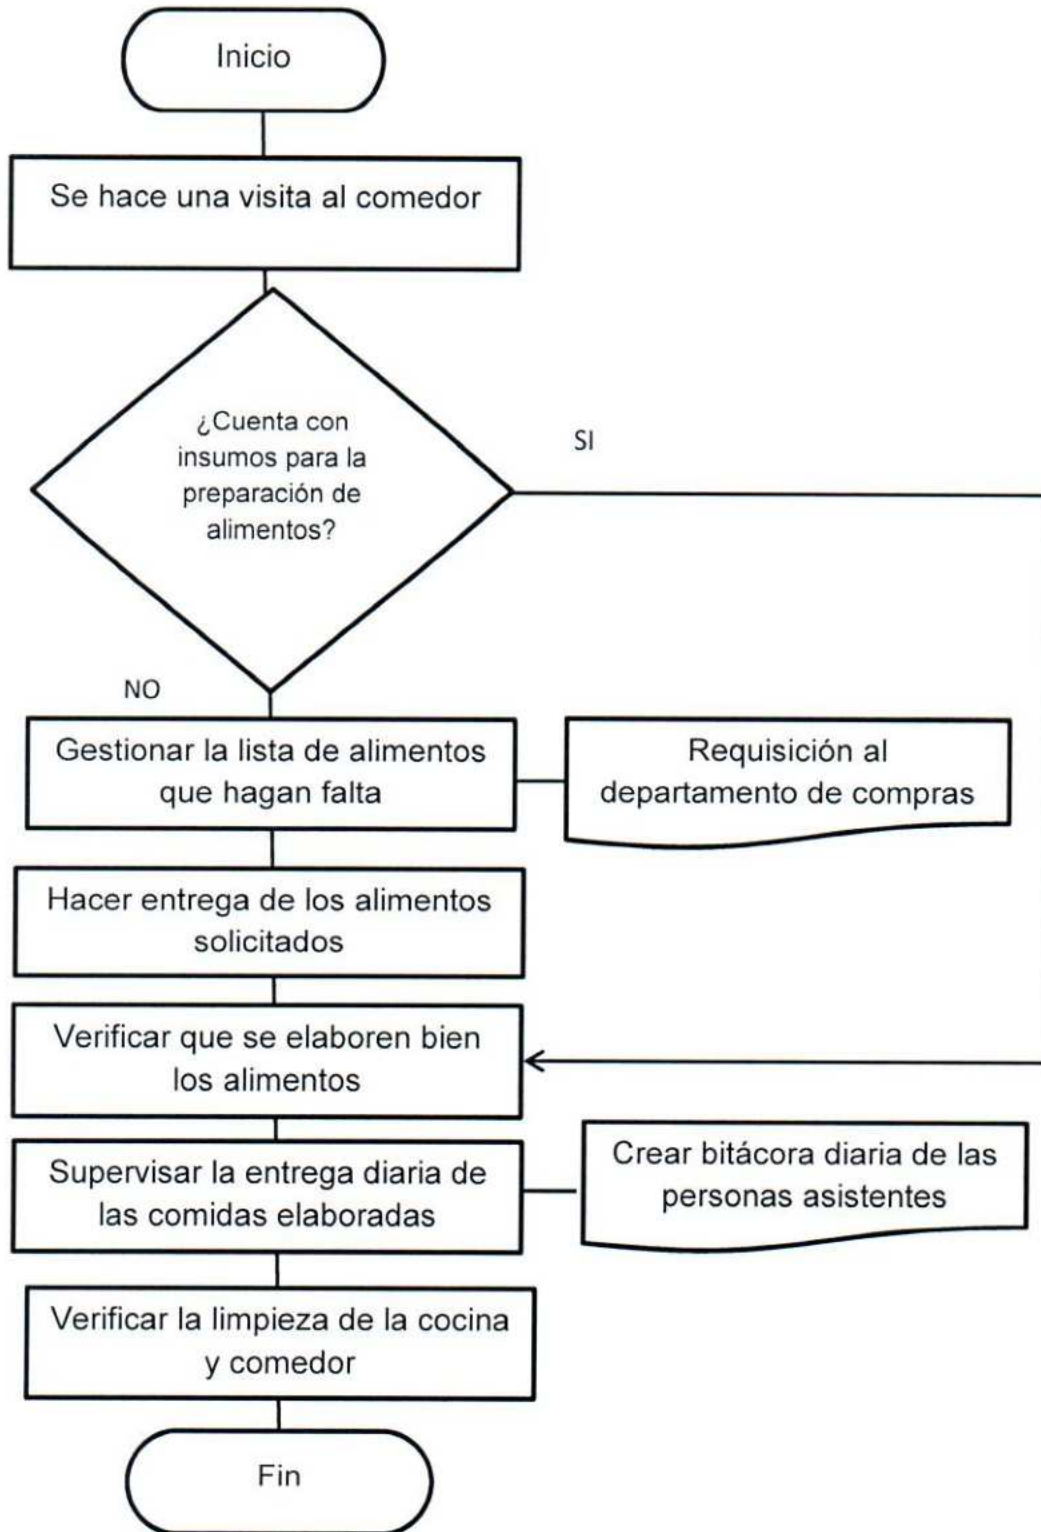 Inicio
Se hace una visita al comedor
¿Cuenta con
insumos para la
preparación de
alimentos?
SI
NO
Gestionar la lista de alimentos
que hagan falta
Requisición al
departamento de compras
Hacer entrega de los alimentos
solicitados
Verificar que se elaboren bien
los alimentos
Supervisar la entrega diaria de
las comidas elaboradas
Crear bitácora diaria de las
personas asistentes
Verificar la limpieza de la cocina
y comedor
Fin